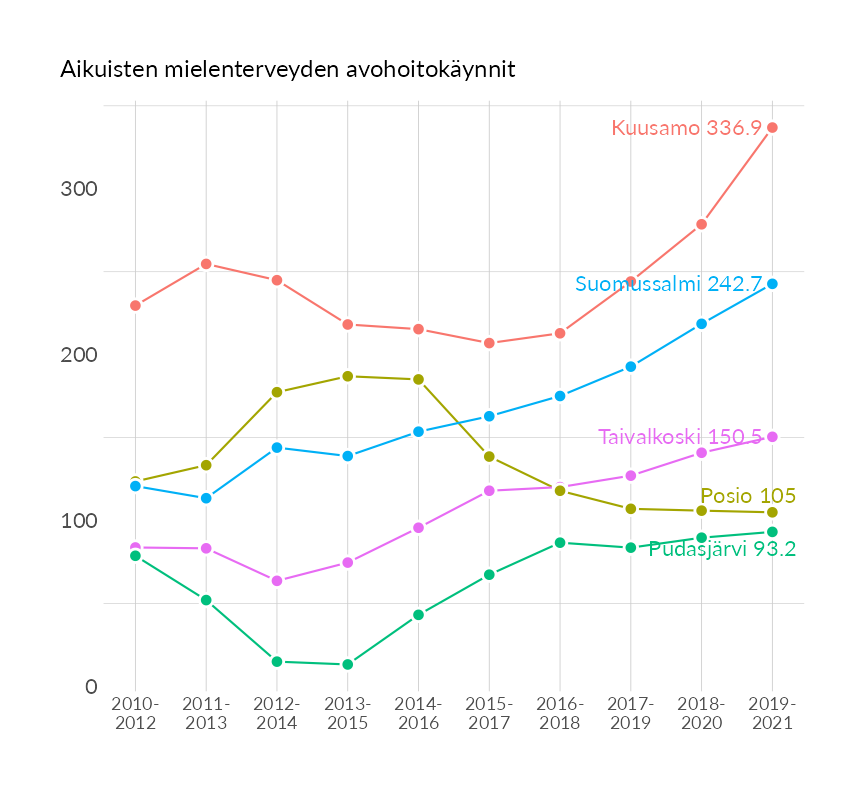 Aikuisten mielenterveyden avohoitokäynnit
Kuusamo 336.9
300
Suomussalmi 242.7
200
Taivalkoski 150.5
Posio 105
100
Pudasjärvi 93.2
0
2010-2012
2011-2013
2012-2014
2013-2015
2014-2016
2015-2017
2016-2018
2017-2019
2018-2020
2019-2021